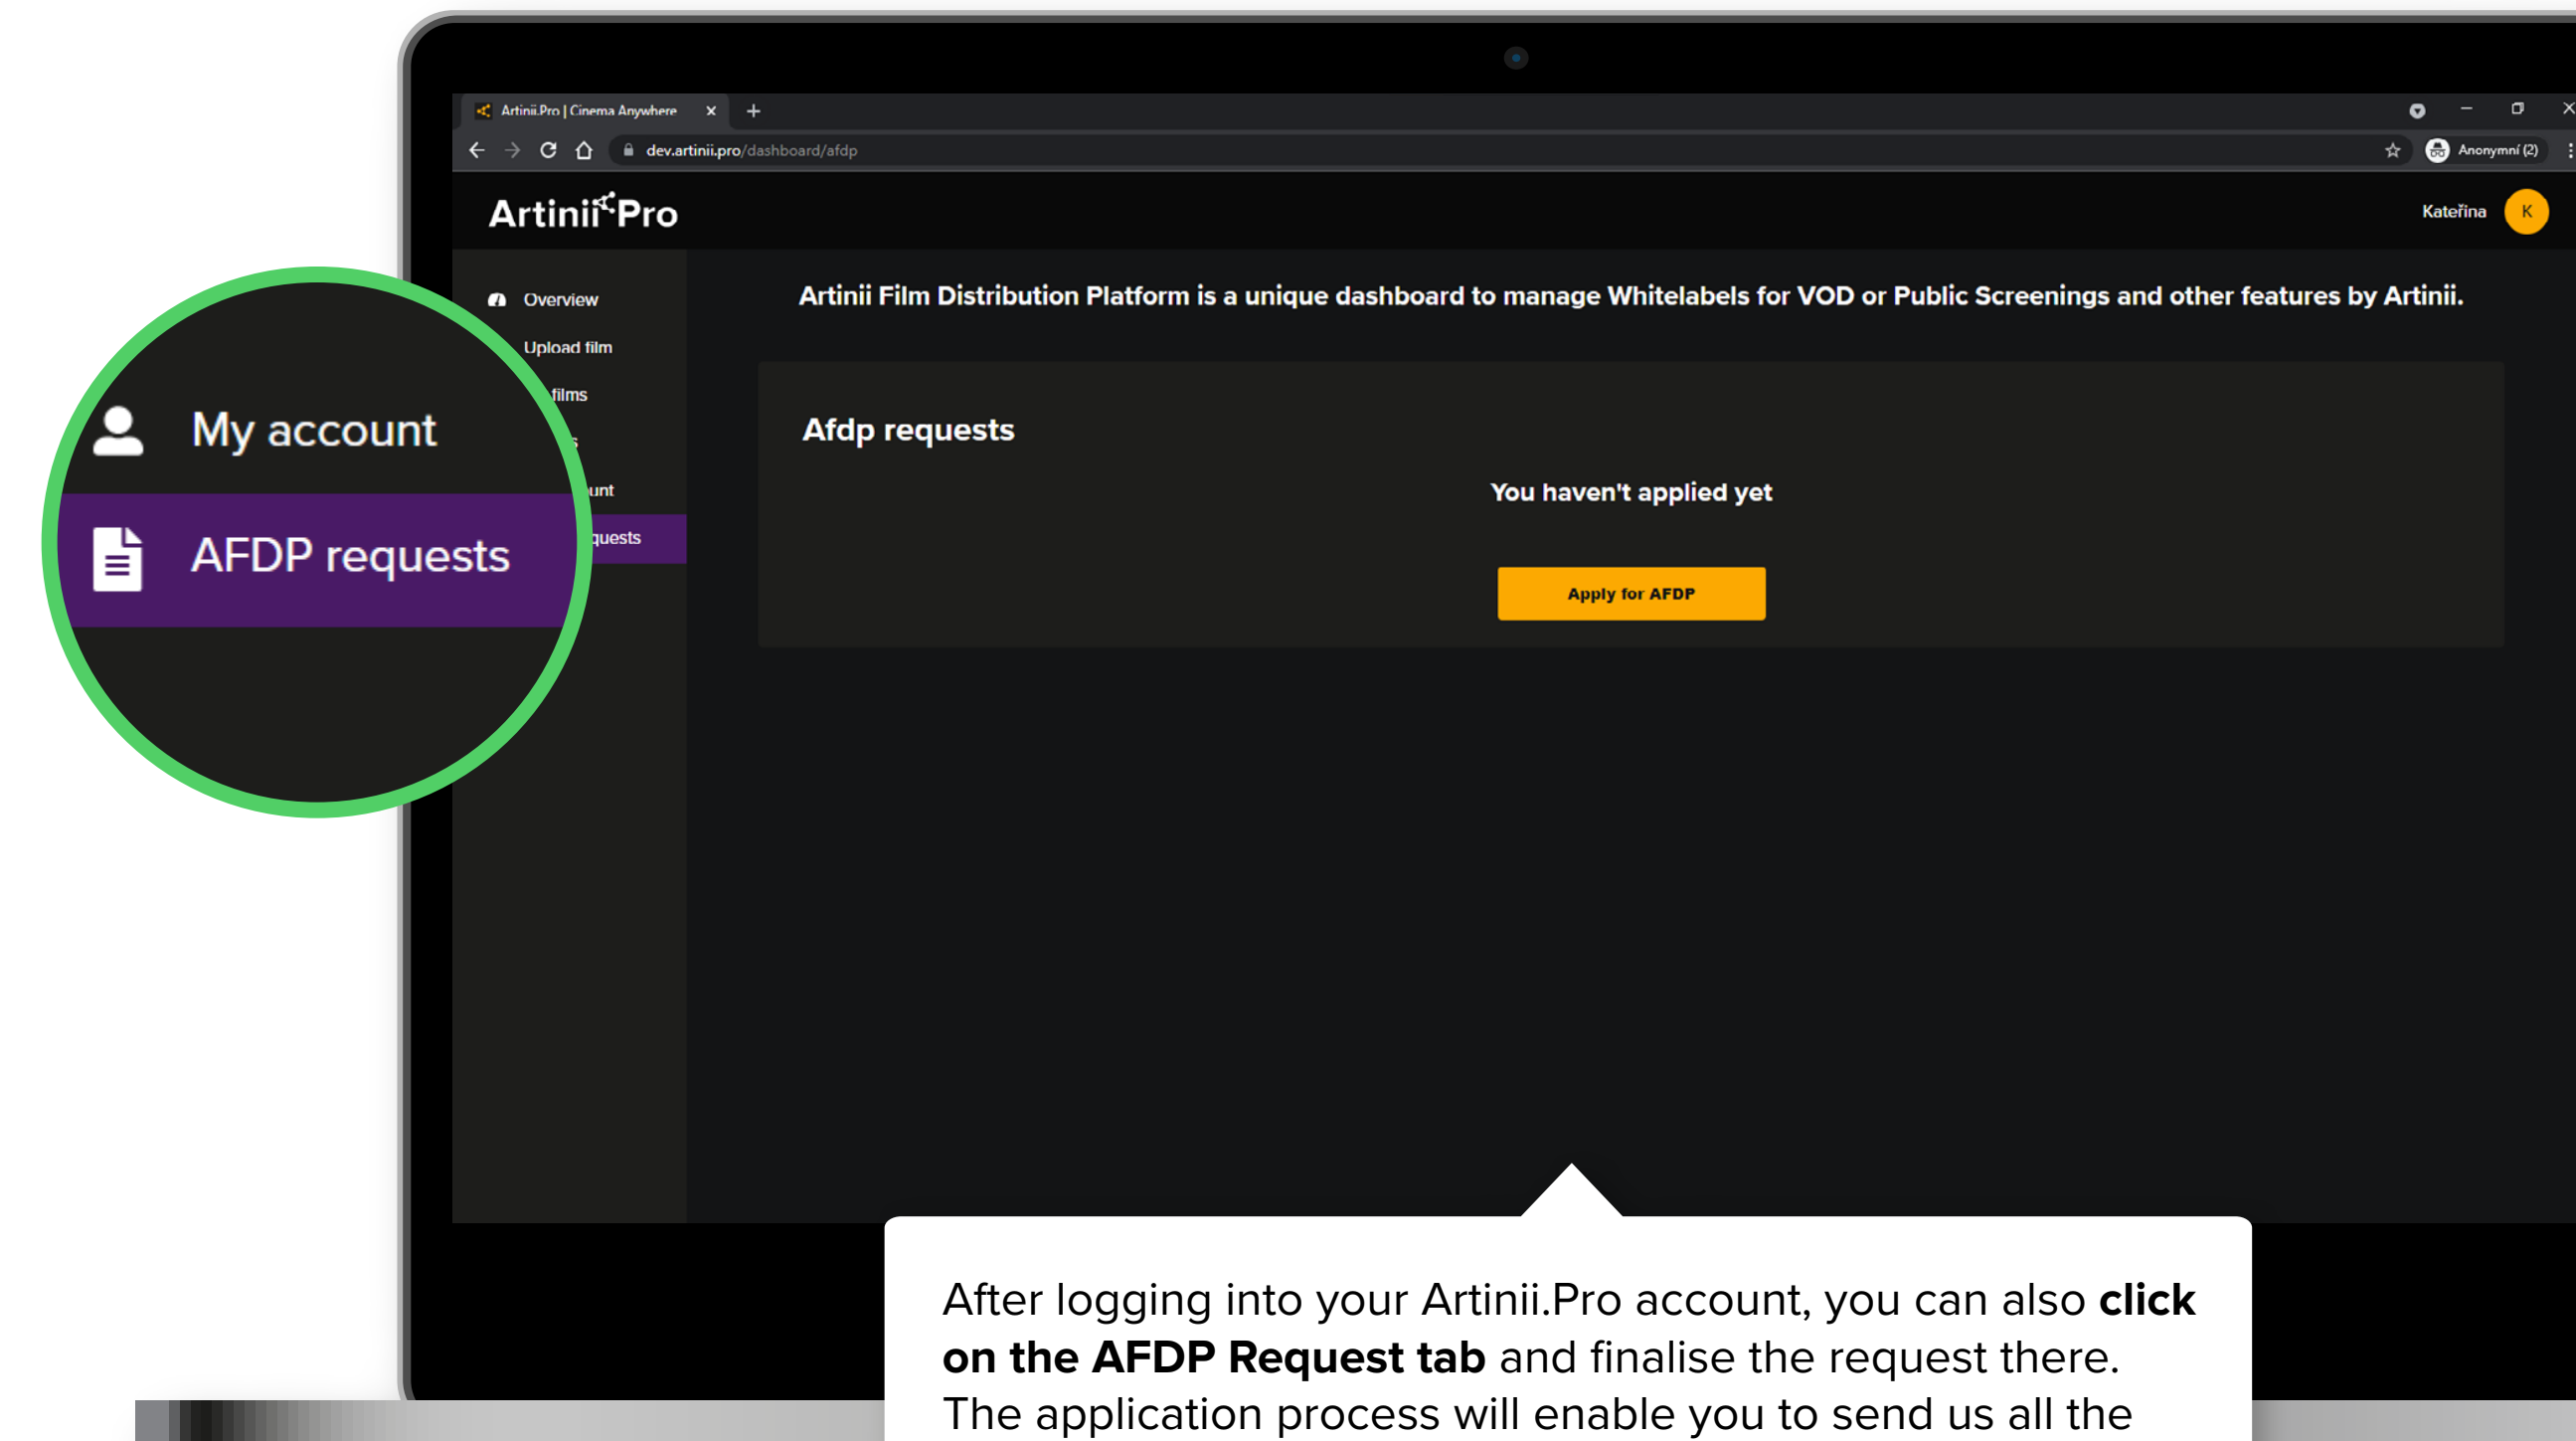 Artinii.Pro | Cinema Anywhere
dev.artinii.pro/dashboard/afdp
Anonymní (2)
Artinii Pro
Kateřina K
Overview
Upload film
films
My account
AFDP requests
unt
quests
Artinii Film Distribution Platform is a unique dashboard to manage Whitelabels for VOD or Public Screenings and other features by Artinii.
Afdp requests
You haven't applied yet
Apply for AFDP
After logging into your Artinii.Pro account, you can also click
on the AFDP Request tab and finalise the request there.
The application process will enable you to send us all the